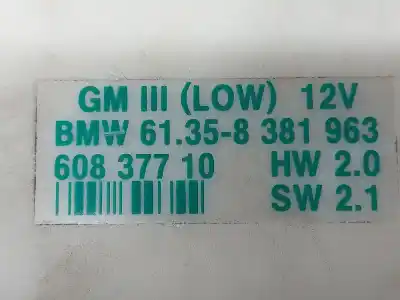 GM III (LOW) 12V
BMW 61.35-8 381 963
608 377 10 HW 2.0
SW 2.1